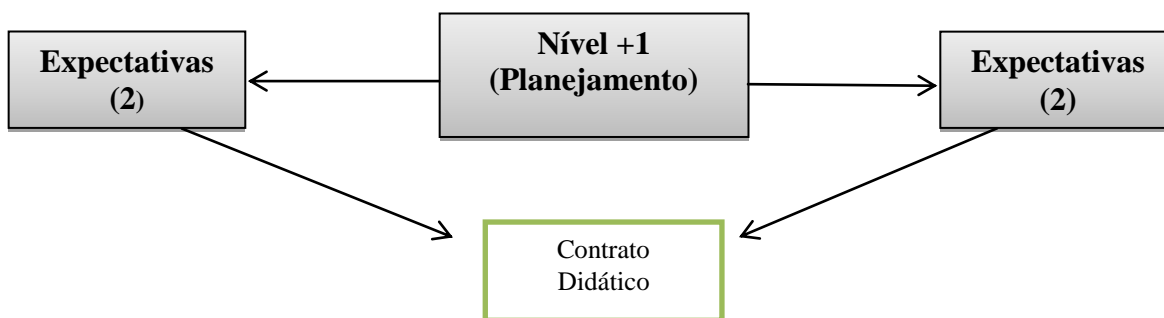 Expectativas
(2)
Nível +1
(Planejamento)
Expectativas
(2)
Contrato
Didático